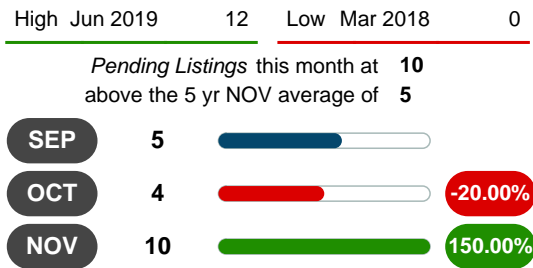 High Jun 2019 12 Low Mar 2018 0
Pending Listings this month at 10
above the 5 yr NOV average of 5
SEP 5
OCT 4 -20.00%
NOV 10 150.00%